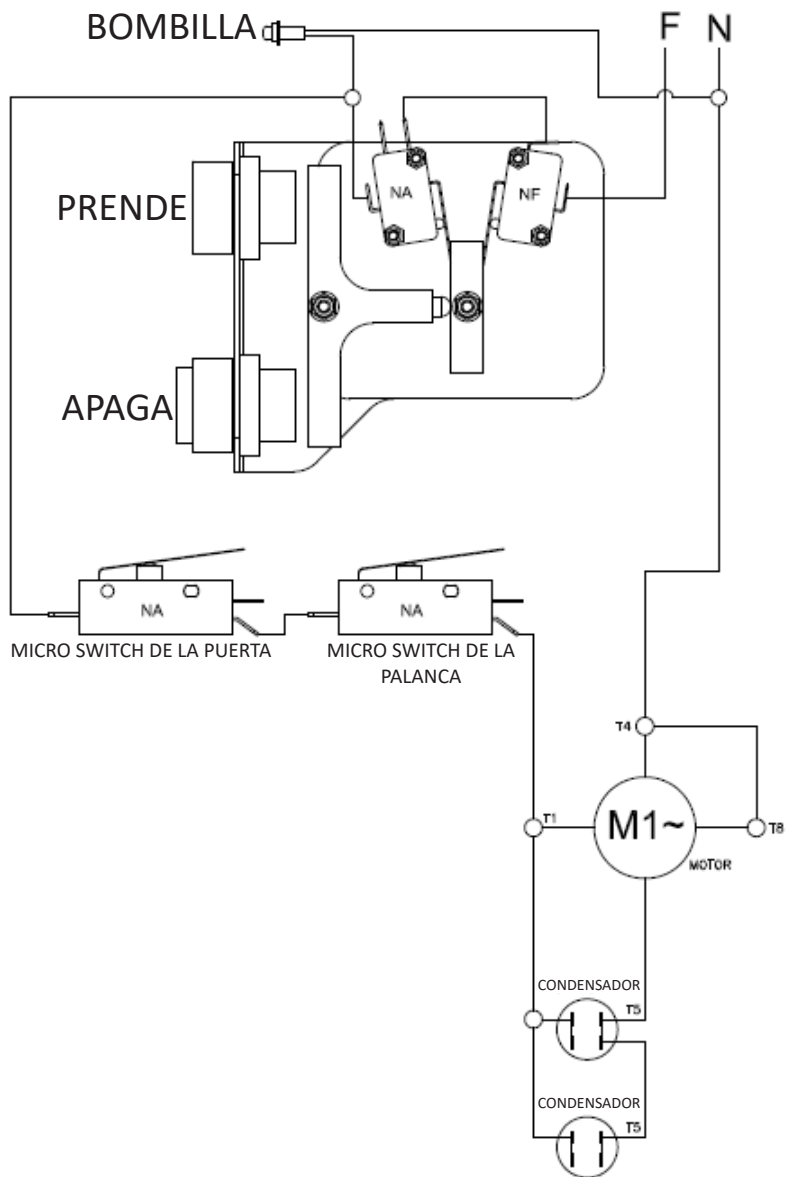 BOMBILLA
F N
PRENDE
NA
NF
APAGA
NA
NA
MICRO SWITCH DE LA PUERTA
MICRO SWITCH DE LA
PALANCA
T4
T1
M1~
T8
MOTOR
CONDENSADOR
T5
CONDENSADOR
T5